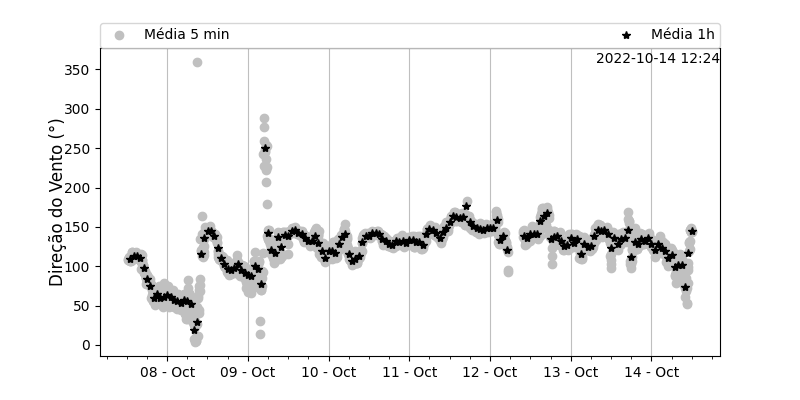 Média 5 min
Média 1h
2022-10-14 12:24
Direção do Vento (°)
350
300
250
200
150
100
50
0
08 - Oct
09 - Oct
10 - Oct
11 - Oct
12 - Oct
13 - Oct
14 - Oct